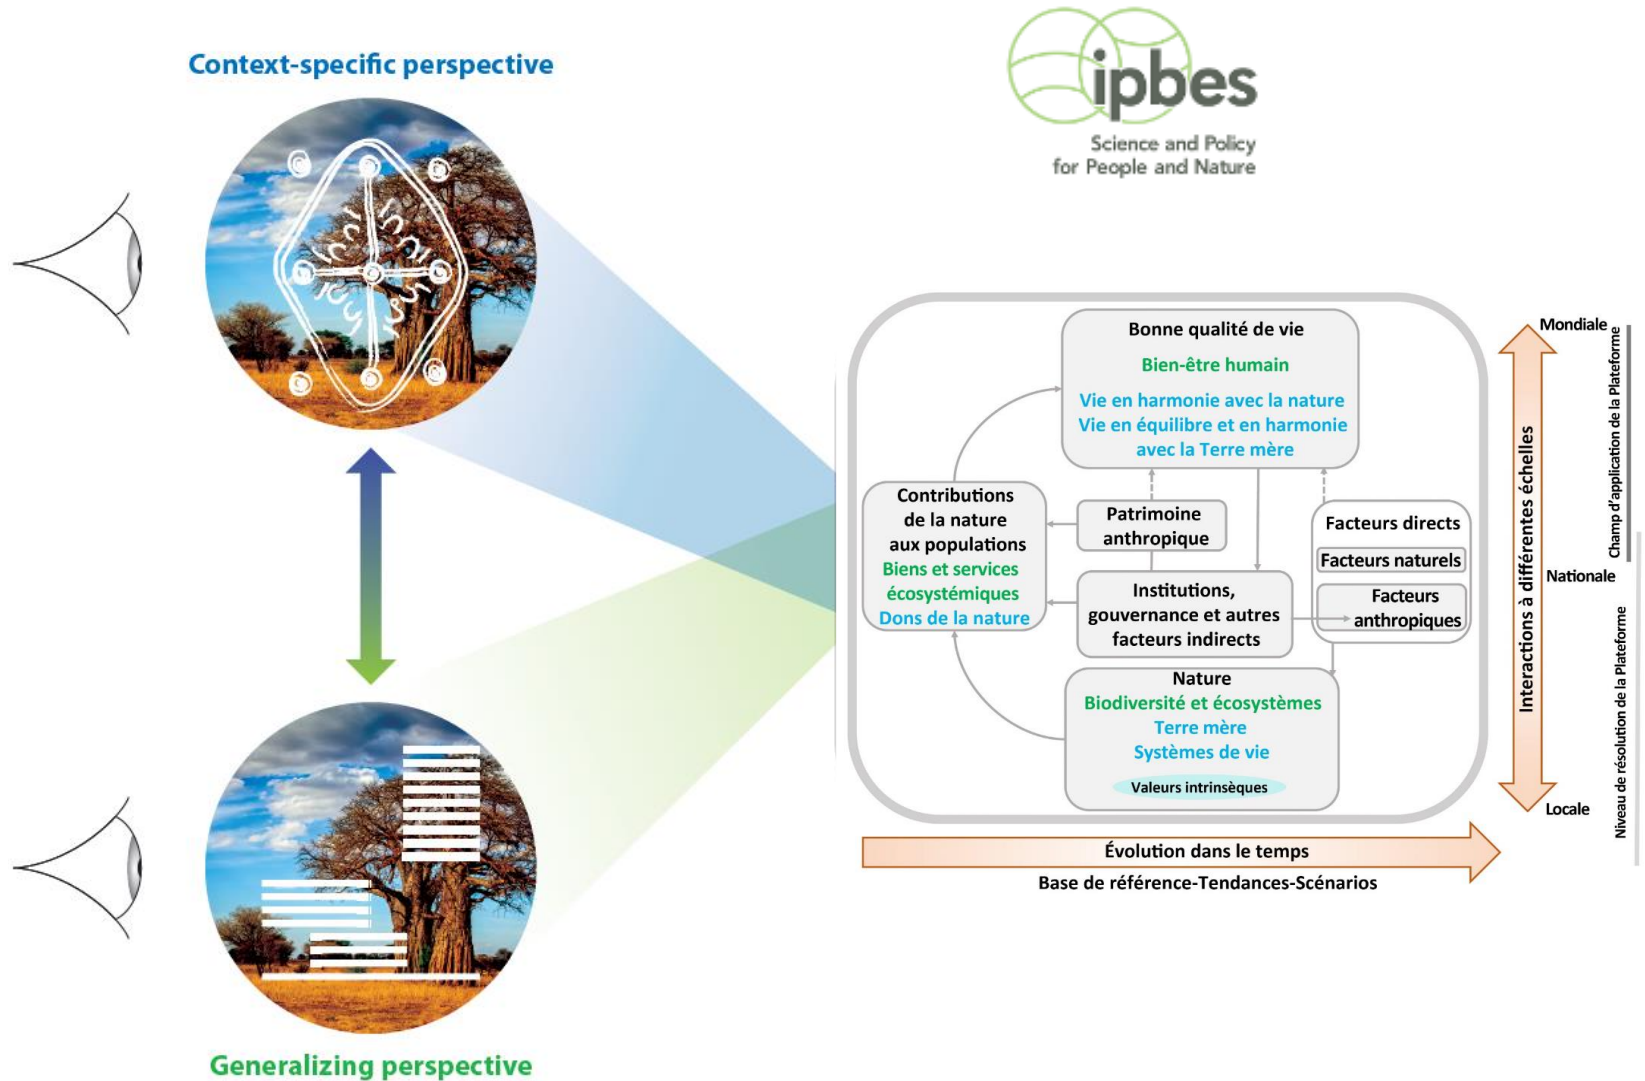 Context-specific perspective
ipbes
Science and Policy
for People and Nature
Bonne qualité de vie
Bien-être humain
Vie en harmonie avec la nature
Vie en équilibre et en harmonie
avec la Terre mère
Contributions
de la nature
aux populations
Biens et services
écosystémiques
Dons de la nature
Patrimoine
anthropique
Institutions,
gouvernance et autres
facteurs indirects
Facteurs directs
Facteurs naturels
Facteurs
anthropiques
Nature
Biodiversité et écosystèmes
Terre mère
Systèmes de vie
Valeurs intrinsèques
Mondiale
Nationale
Locale
Interactions à différentes échelles
Champ d'application de la Plateforme
Niveau de résolution de la Plateforme
Évolution dans le temps
Base de référence-Tendances-Scénarios
Generalizing perspective